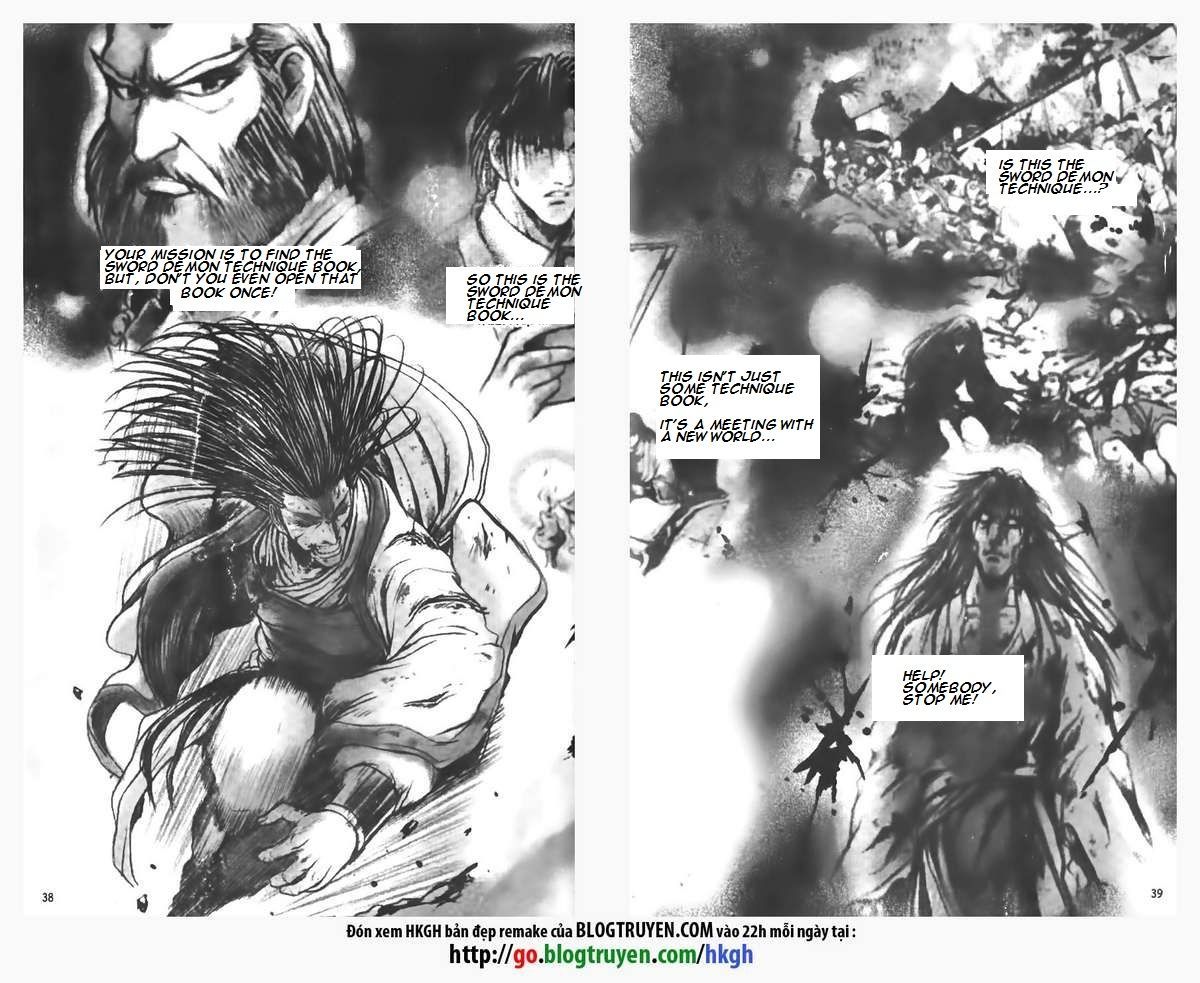 YOUR MISSION IS TO FIND THE
SWORD DEMON TECHNIQUE BOOK,
BUT, DON'T YOU EVEN OPEN THAT
BOOK ONCE!
SO THIS IS THE
SWORD DEMON
TECHNIQUE
BOOK...
38
IS THIS THE
SWORD DEMON
TECHNIQUE...?
THIS ISN'T JUST
SOME TECHNIQUE
BOOK,
IT'S A MEETING WITH
A NEW WORLD...
HELP!
SOMEBODY,
STOP ME!
39
Đón xem HKGH bản đẹp remake của BLOGTRUYEN.COM vào 22h mỗi ngày tại :
http://go.blogtruyen.com/hkgh